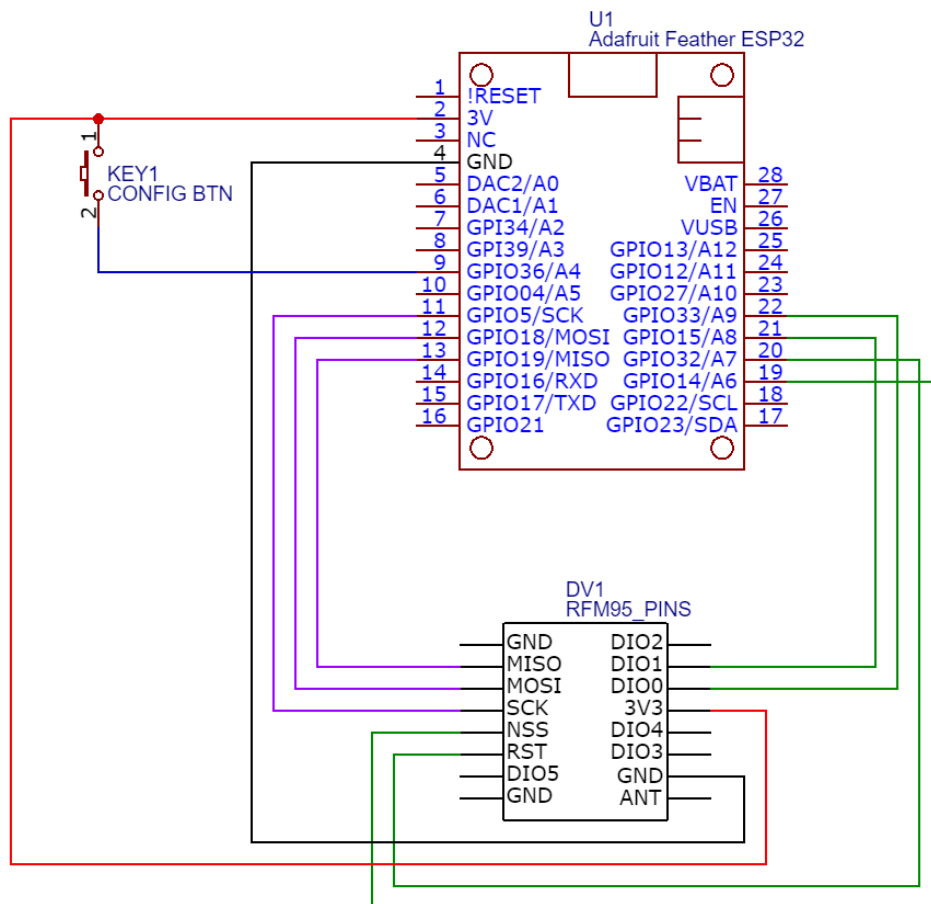 U1
Adafruit Feather ESP32
1 !RESET
2 3V
3 NC
4 GND
5 DAC2/A0
6 DAC1/A1
7 GPI34/A2
8 GPI39/A3
9 GPIO36/A4
10 GPIO04/A5
11 GPIO5/SCK
12 GPIO18/MOSI
13 GPIO19/MISO
14 GPIO16/RXD
15 GPIO17/TXD
16 GPIO21
VBAT 28
EN 27
VUSB 26
GPIO13/A12 25
GPIO12/A11 24
GPIO27/A10 23
GPIO33/A9 22
GPIO15/A8 21
GPIO32/A7 20
GPIO14/A6 19
GPIO22/SCL 18
GPIO23/SDA 17
1
KEY1
CONFIG BTN
2
DV1
RFM95_PINS
GND
MISO
MOSI
SCK
NSS
RST
DIO5
GND
DIO2
DIO1
DIO0
3V3
DIO4
DIO3
GND
ANT